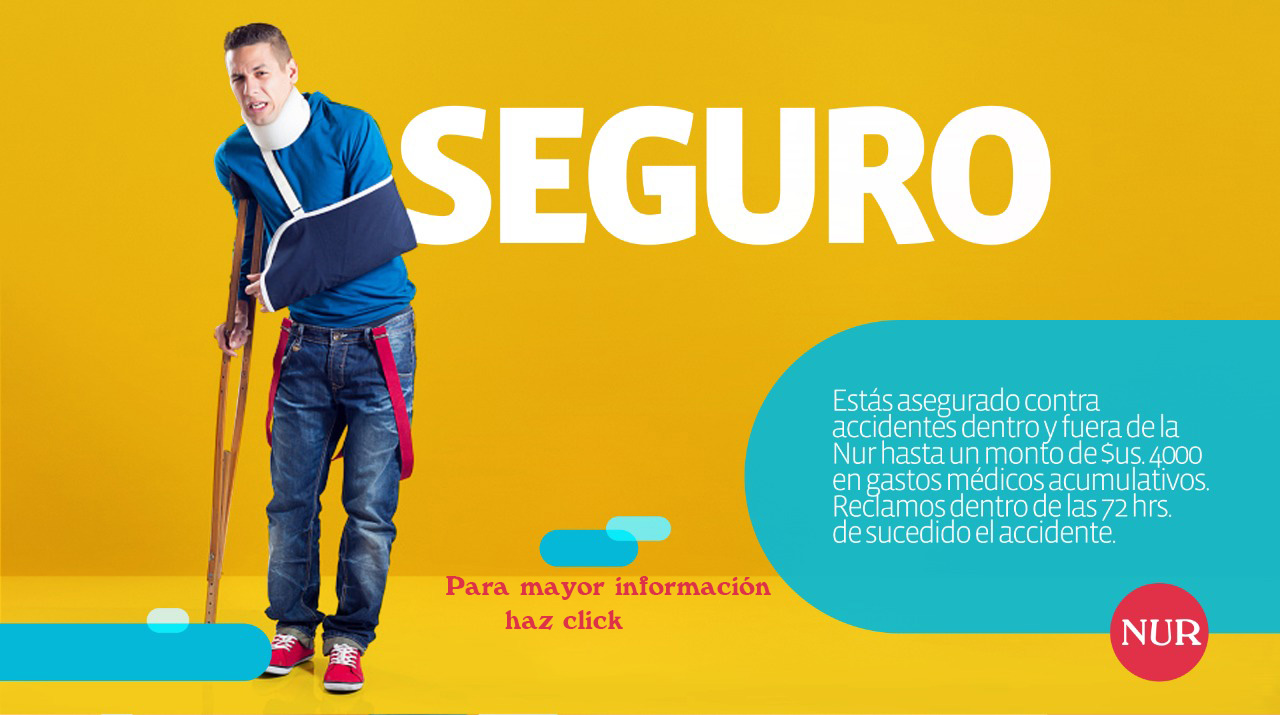 SEGURO
Estás asegurado contra
accidentes dentro y fuera de la
Nur hasta un monto de $us. 4000
en gastos médicos acumulativos.
Reclamos dentro de las 72 hrs.
de sucedido el accidente.
Para mayor información
haz click
NUR